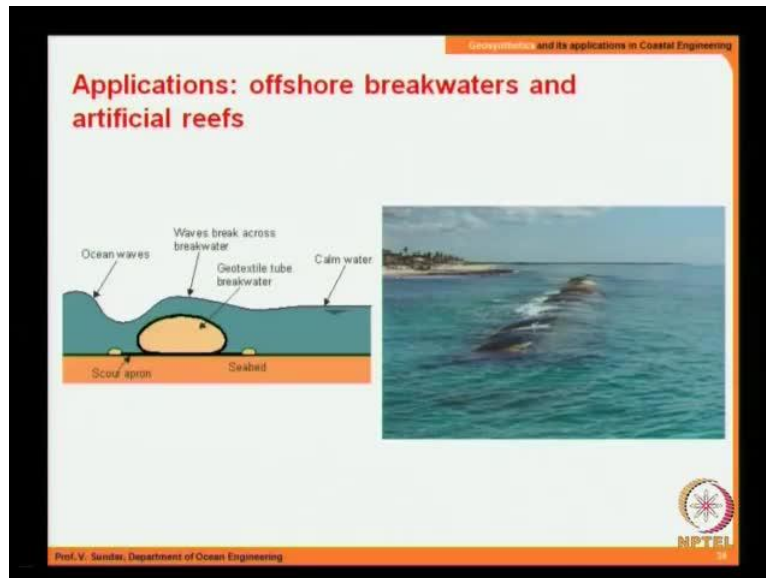 Geosynthetics and its applications in Coastal Engineering
Applications: offshore breakwaters and
artificial reefs
Ocean waves
Waves break across
breakwater
Geotextile tube
breakwater
Calm water
Scour apron
Seabed
NPTEL
Prof. V. Sundar, Department of Ocean Engineering